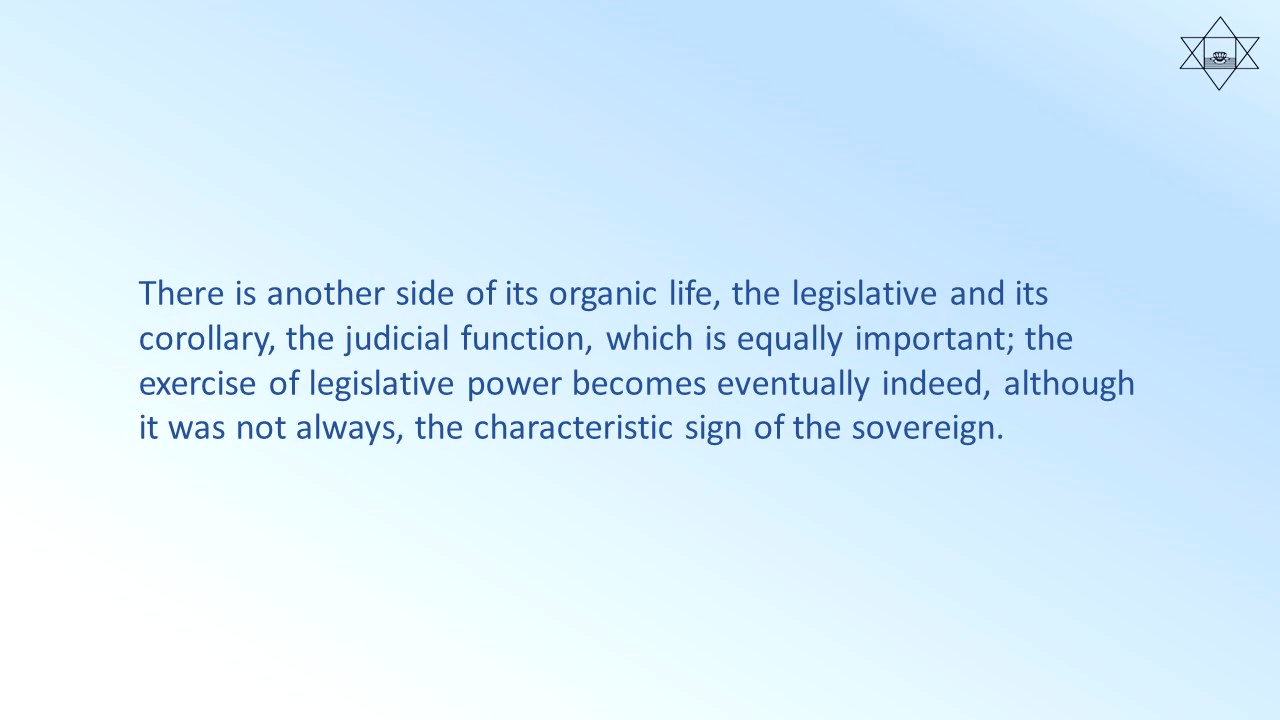 There is another side of its organic life, the legislative and its
corollary, the judicial function, which is equally important; the
exercise of legislative power becomes eventually indeed, although
it was not always, the characteristic sign of the sovereign.